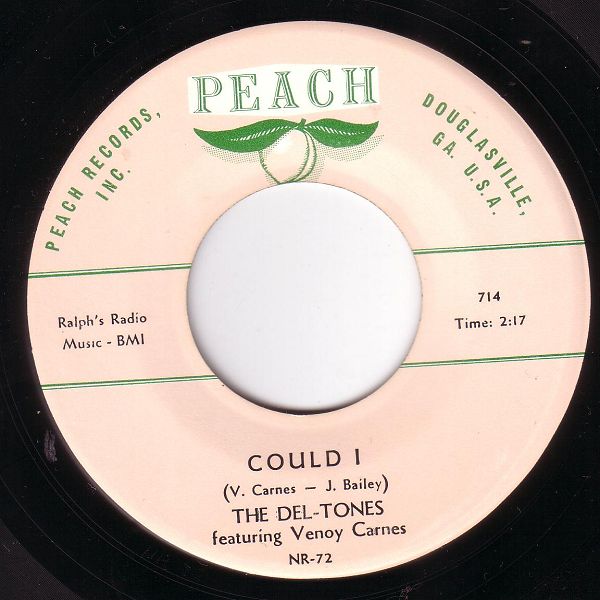 PEACH
PEACH RECORDS,
INC.
DOUGLASVILLE,
GA. U.S.A.
Ralph's Radio
Music - BMI
714
Time: 2:17
COULD I
(V. Carnes — J. Bailey)
THE DEL-TONES
featuring Venoy Carnes
NR-72